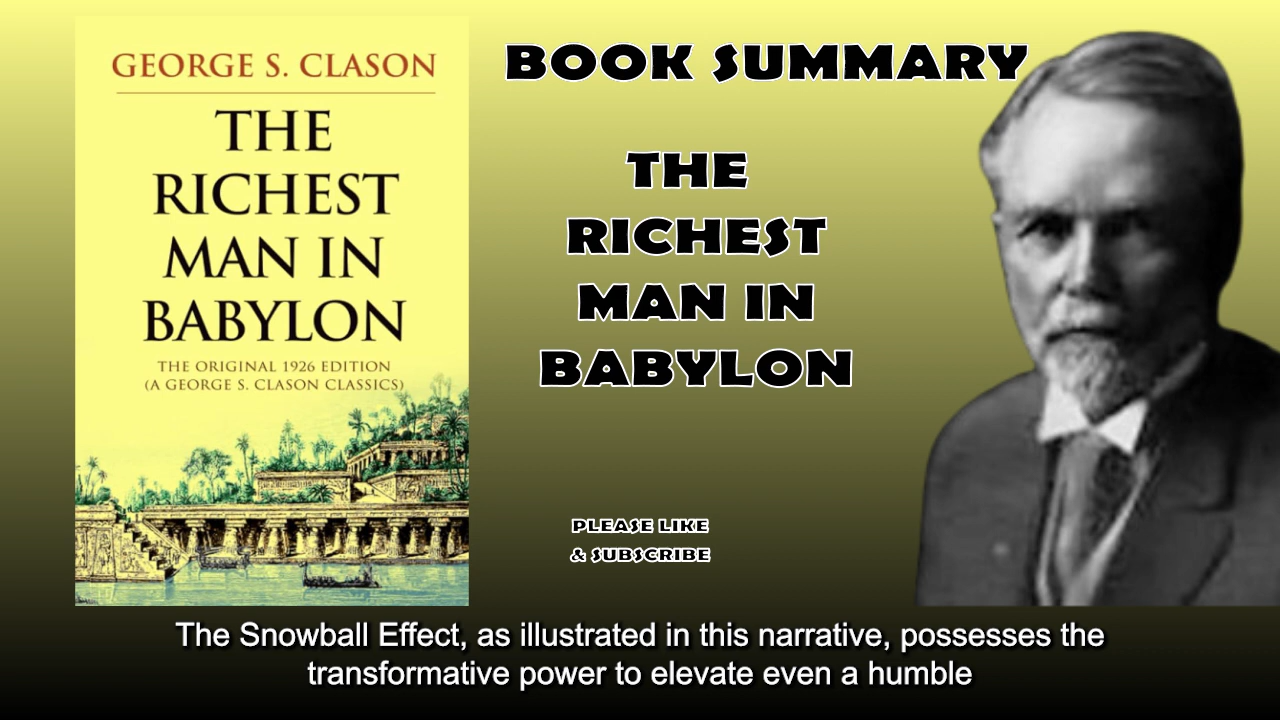 GEORGE S. CLASON
THE
RICHEST
MAN IN
BABYLON
THE ORIGINAL 1926 EDITION
(A GEORGE S. CLASON CLASSICS)
BOOK SUMMARY
THE
RICHEST
MAN IN
BABYLON
PLEASE LIKE
& SUBSCRIBE
The Snowball Effect, as illustrated in this narrative, possesses the
transformative power to elevate even a humble